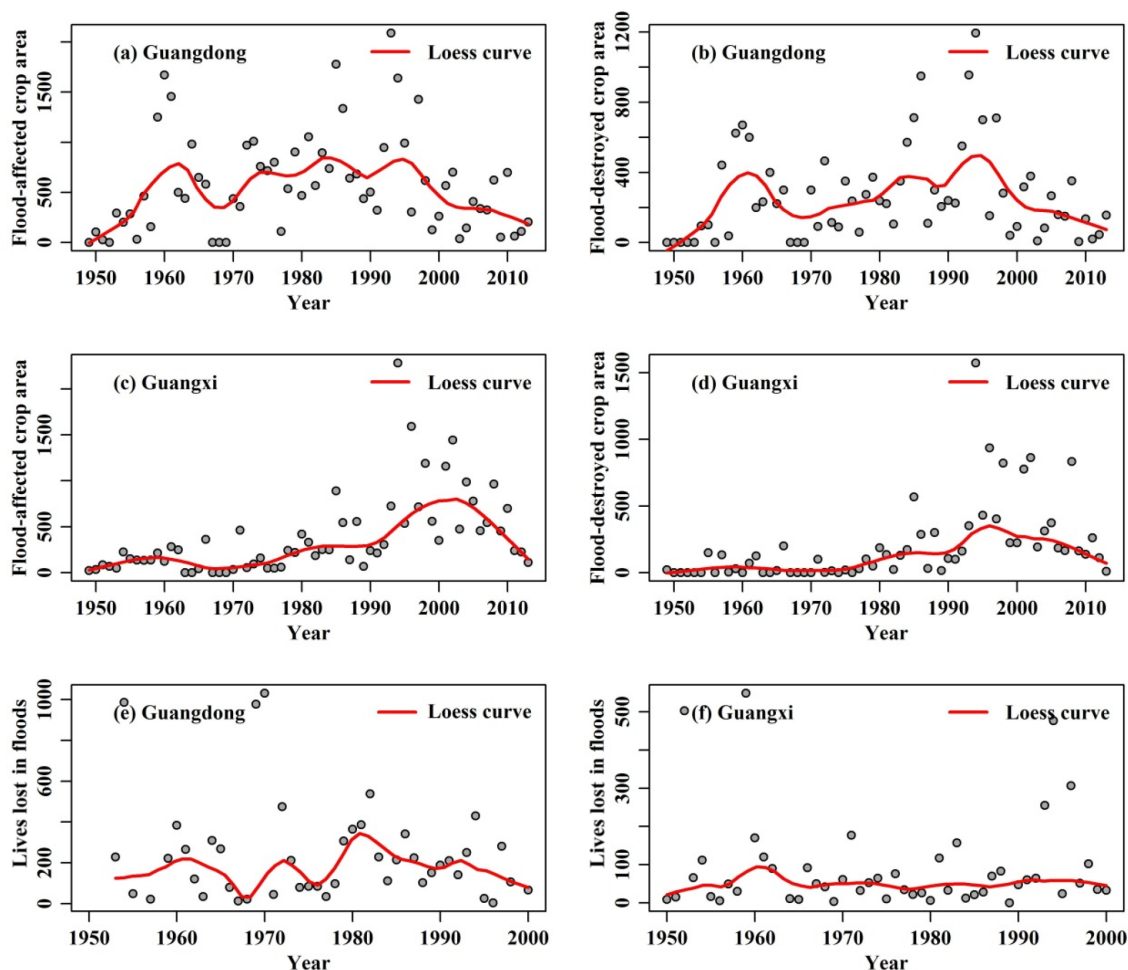 (a) Guangdong
Loess curve
Flood-affected crop area
0 500 1500
1950 1960 1970 1980 1990 2000 2010
Year
(b) Guangdong
Loess curve
Flood-destroyed crop area
0 400 800 1200
1950 1960 1970 1980 1990 2000 2010
Year
(c) Guangxi
Loess curve
Flood-affected crop area
0 500 1500
1950 1960 1970 1980 1990 2000 2010
Year
(d) Guangxi
Loess curve
Flood-destroyed crop area
0 500 1000 1500
1950 1960 1970 1980 1990 2000 2010
Year
(e) Guangdong
Loess curve
Lives lost in floods
0 200 600 1000
1950 1960 1970 1980 1990 2000
Year
(f) Guangxi
Loess curve
Lives lost in floods
0 100 300 500
1950 1960 1970 1980 1990 2000
Year